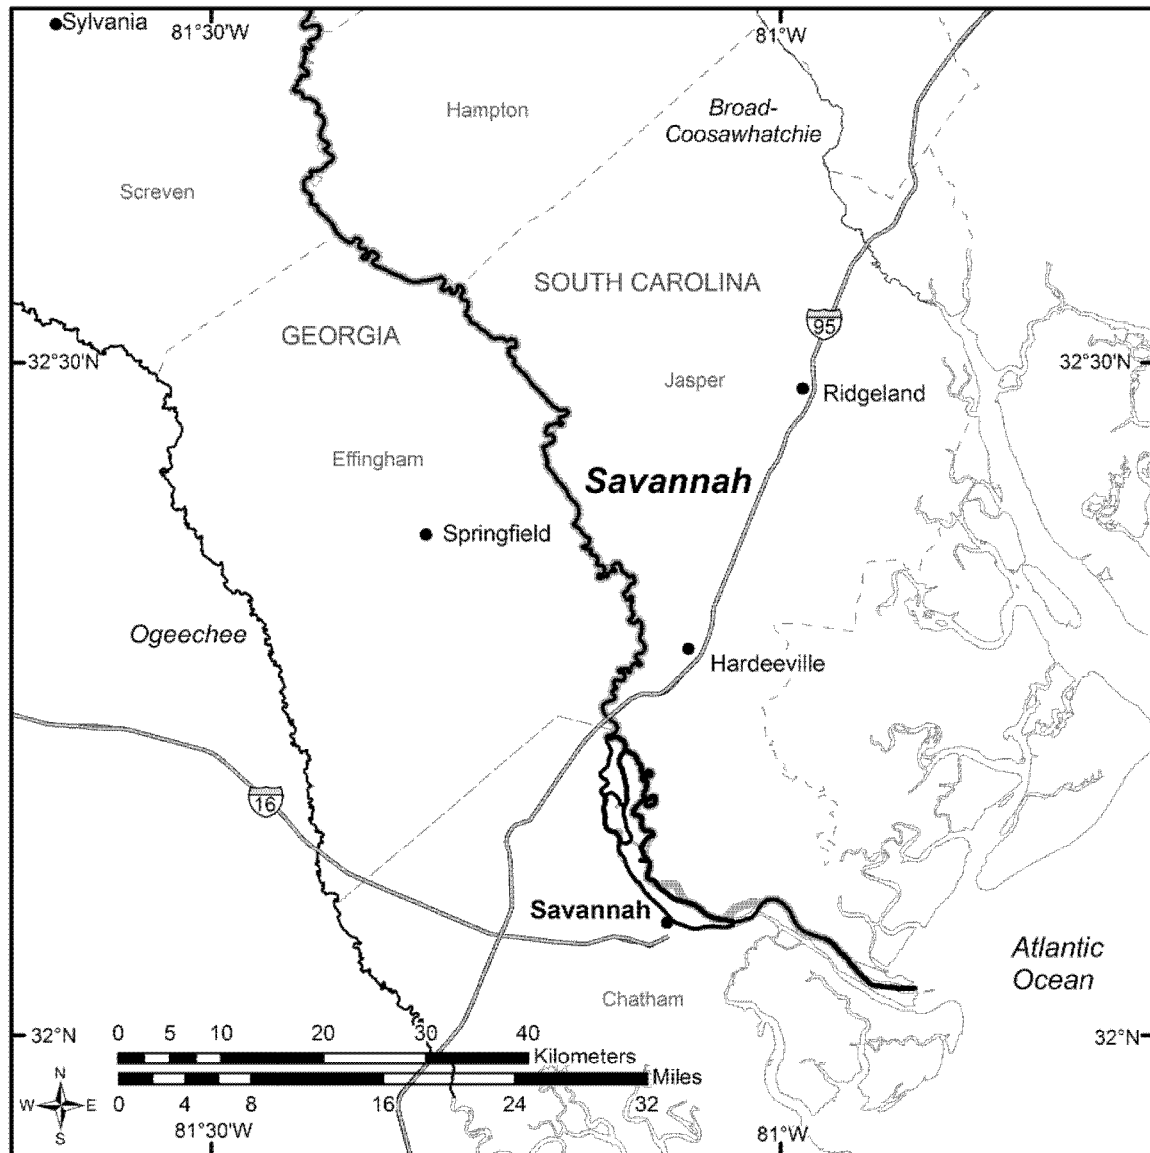 Sylvania
81°30'W
81°W
Hampton
Broad-
Coosawhatchie
Screven
SOUTH CAROLINA
GEORGIA
95
32°30'N
32°30'N
Jasper
Ridgeland
Effingham
Savannah
Springfield
Ogeechee
Hardeeville
16
Savannah
Atlantic
Ocean
Chatham
32°N
32°N
0 5 10 20 30 40
Kilometers
Miles
0 4 8 16 24 32
N
W E
S
81°30'W
81°W